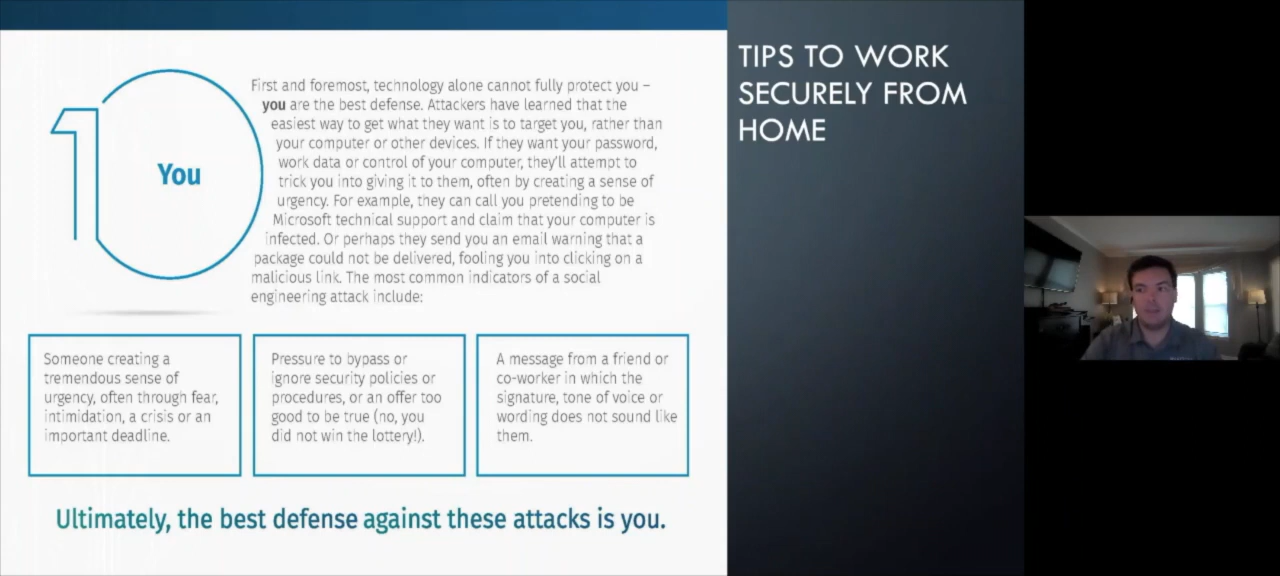 TIPS TO WORK
SECURELY FROM
HOME
1
You
First and foremost, technology alone cannot fully protect you –
you are the best defense. Attackers have learned that the
easiest way to get what they want is to target you, rather than
your computer or other devices. If they want your password,
work data or control of your computer, they'll attempt to
trick you into giving it to them, often by creating a sense of
urgency. For example, they can call you pretending to be
Microsoft technical support and claim that your computer is
infected. Or perhaps they send you an email warning that a
package could not be delivered, fooling you into clicking on a
malicious link. The most common indicators of a social
engineering attack include:
Someone creating a
tremendous sense of
urgency, often through fear,
intimidation, a crisis or an
important deadline.
Pressure to bypass or
ignore security policies or
procedures, or an offer too
good to be true (no, you
did not win the lottery!).
A message from a friend or
co-worker in which the
signature, tone of voice or
wording does not sound like
them.
Ultimately, the best defense against these attacks is you.